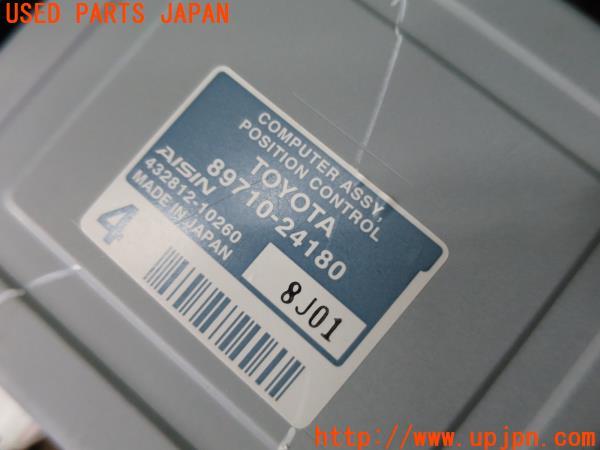 USED PARTS JAPAN
COMPUTER ASSY,
POSITION CONTROL
TOYOTA
89710-24180
AISIN
432812-10260
MADE IN JAPAN
4
8J01
http://www.upjpn.com